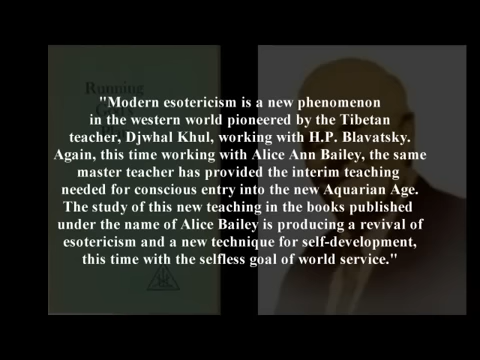 Running
God's
Plan
"Modern esotericism is a new phenomenon
in the western world pioneered by the Tibetan
teacher, Djwhal Khul, working with H.P. Blavatsky.
Again, this time working with Alice Ann Bailey, the same
master teacher has provided the interim teaching
needed for conscious entry into the new Aquarian Age.
The study of this new teaching in the books published
under the name of Alice Bailey is producing a revival of
esotericism and a new technique for self-development,
this time with the selfless goal of world service."